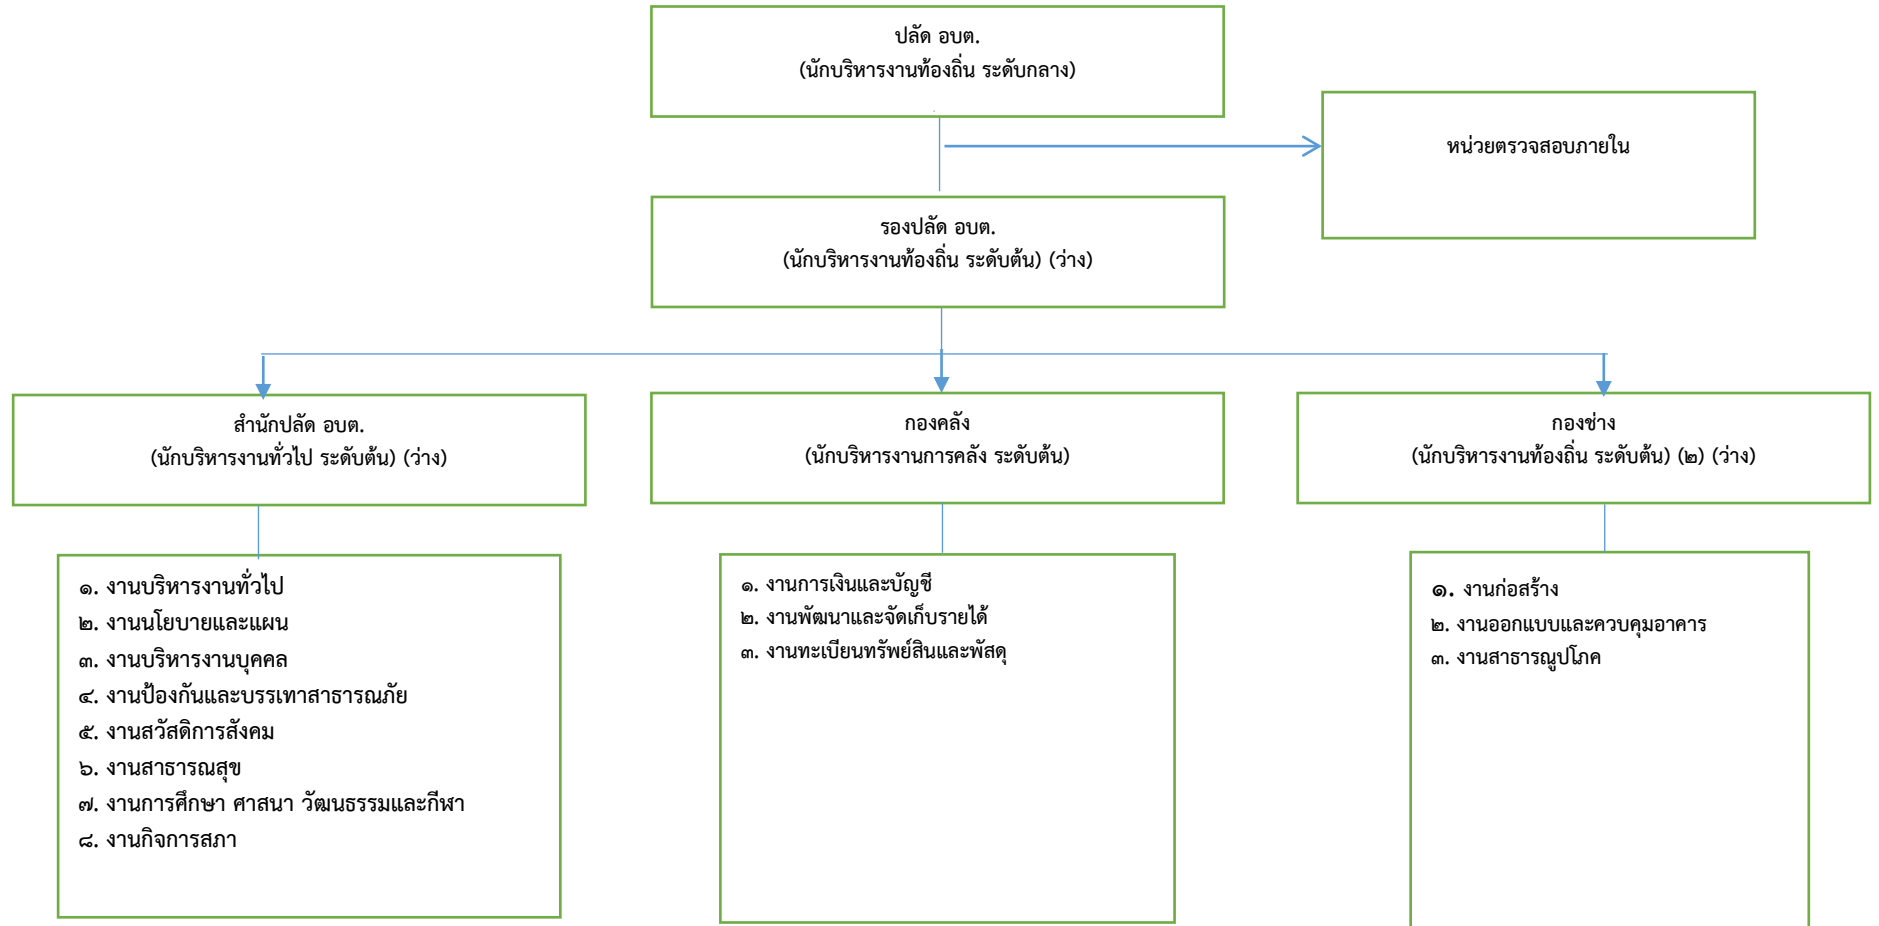 ปลัด อบต.
(นักบริหารงานท้องถิ่น ระดับกลาง)
หน่วยตรวจสอบภายใน
รองปลัด อบต.
(นักบริหารงานท้องถิ่น ระดับต้น) (ว่าง)
สำนักปลัด อบต.
(นักบริหารงานทั่วไป ระดับต้น) (ว่าง)
กองคลัง
(นักบริหารงานการคลัง ระดับต้น)
กองช่าง
(นักบริหารงานท้องถิ่น ระดับต้น) (๒) (ว่าง)
๑. งานบริหารงานทั่วไป
๒. งานนโยบายและแผน
๓. งานบริหารงานบุคคล
๔. งานป้องกันและบรรเทาสาธารณภัย
๕. งานสวัสดิการสังคม
๖. งานสาธารณสุข
๗. งานการศึกษา ศาสนา วัฒนธรรมและกีฬา
๘. งานกิจการสภา
๑. งานการเงินและบัญชี
๒. งานพัฒนาและจัดเก็บรายได้
๓. งานทะเบียนทรัพย์สินและพัสดุ
๑. งานก่อสร้าง
๒. งานออกแบบและควบคุมอาคาร
๓. งานสาธารณูปโภค